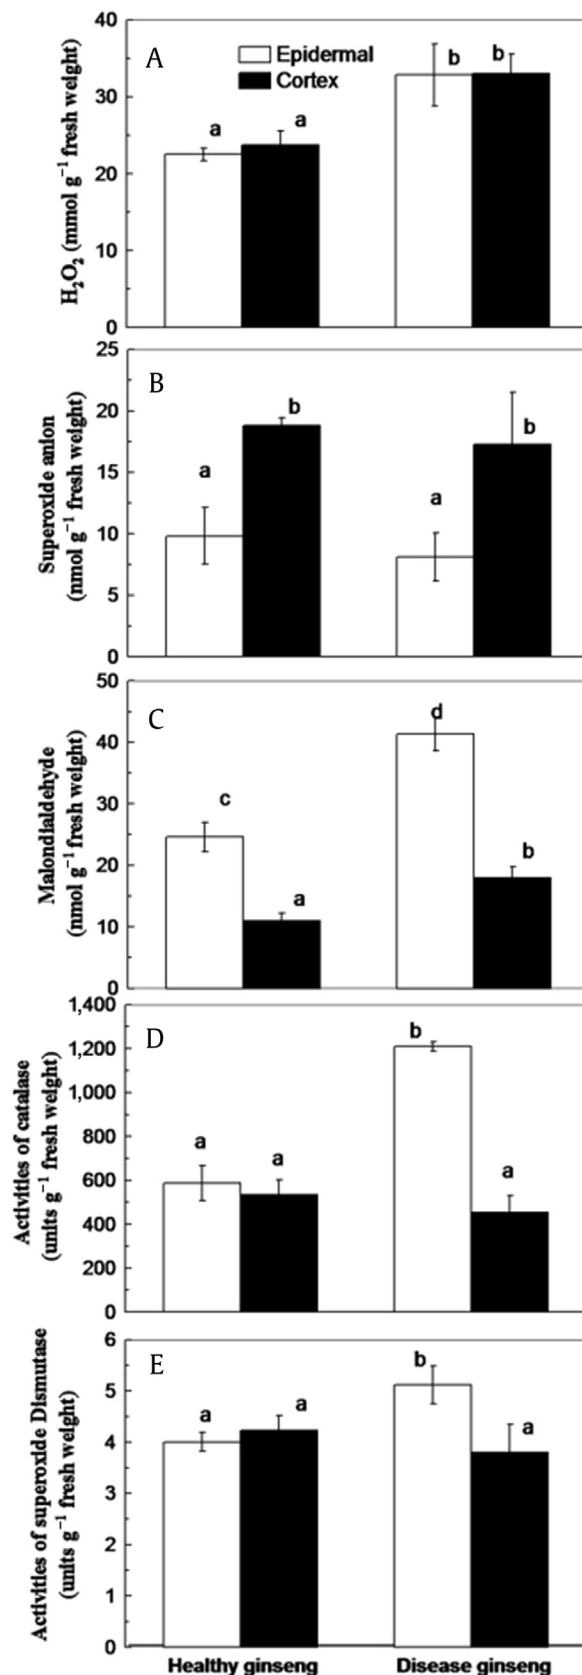 A
Epidermal
Cortex
H₂O₂ (mmol g⁻¹ fresh weight)
40
30
20
10
0
a
a
b
b
B
Superoxide anion
(nmol g⁻¹ fresh weight)
25
20
15
10
5
0
a
b
a
b
C
Malondialdehyde
(nmol g⁻¹ fresh weight)
50
40
30
20
10
0
c
a
d
b
D
Activities of catalase
(units g⁻¹ fresh weight)
1,400
1,200
1,000
800
600
400
200
0
a
a
b
a
E
Activities of superoxide Dismutase
(units g⁻¹ fresh weight)
6
5
4
3
2
1
0
a
a
b
a
Healthy ginseng
Disease ginseng